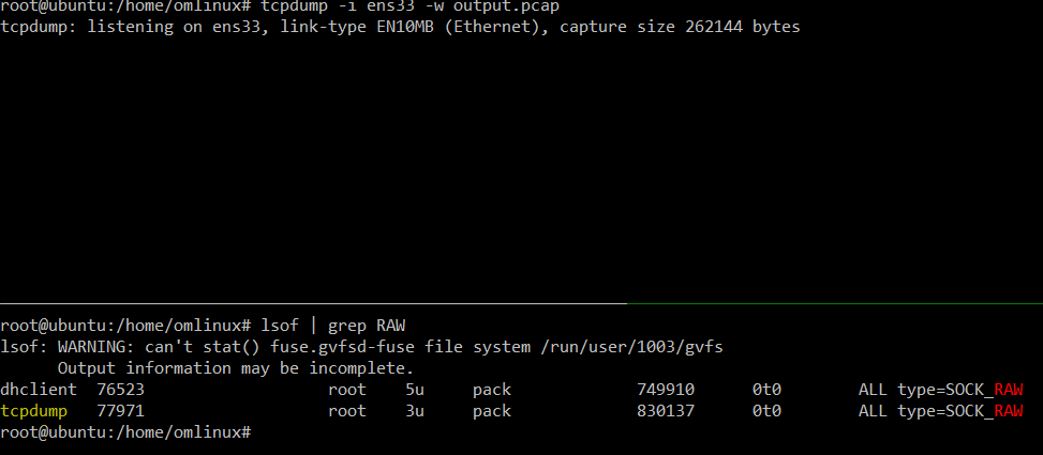 root@ubuntu:/home/omlinux# tcpdump -i ens33 -w output.pcap
tcpdump: listening on ens33, link-type EN10MB (Ethernet), capture size 262144 bytes
root@ubuntu:/home/omlinux# lsof | grep RAW
lsof: WARNING: can't stat() fuse.gvfsd-fuse file system /run/user/1003/gvfs
      Output information may be incomplete.
dhclient  76523                   root    5u     pack             749910      0t0        ALL type=SOCK_RAW
tcpdump   77971                   root    3u     pack             830137      0t0        ALL type=SOCK_RAW
root@ubuntu:/home/omlinux#